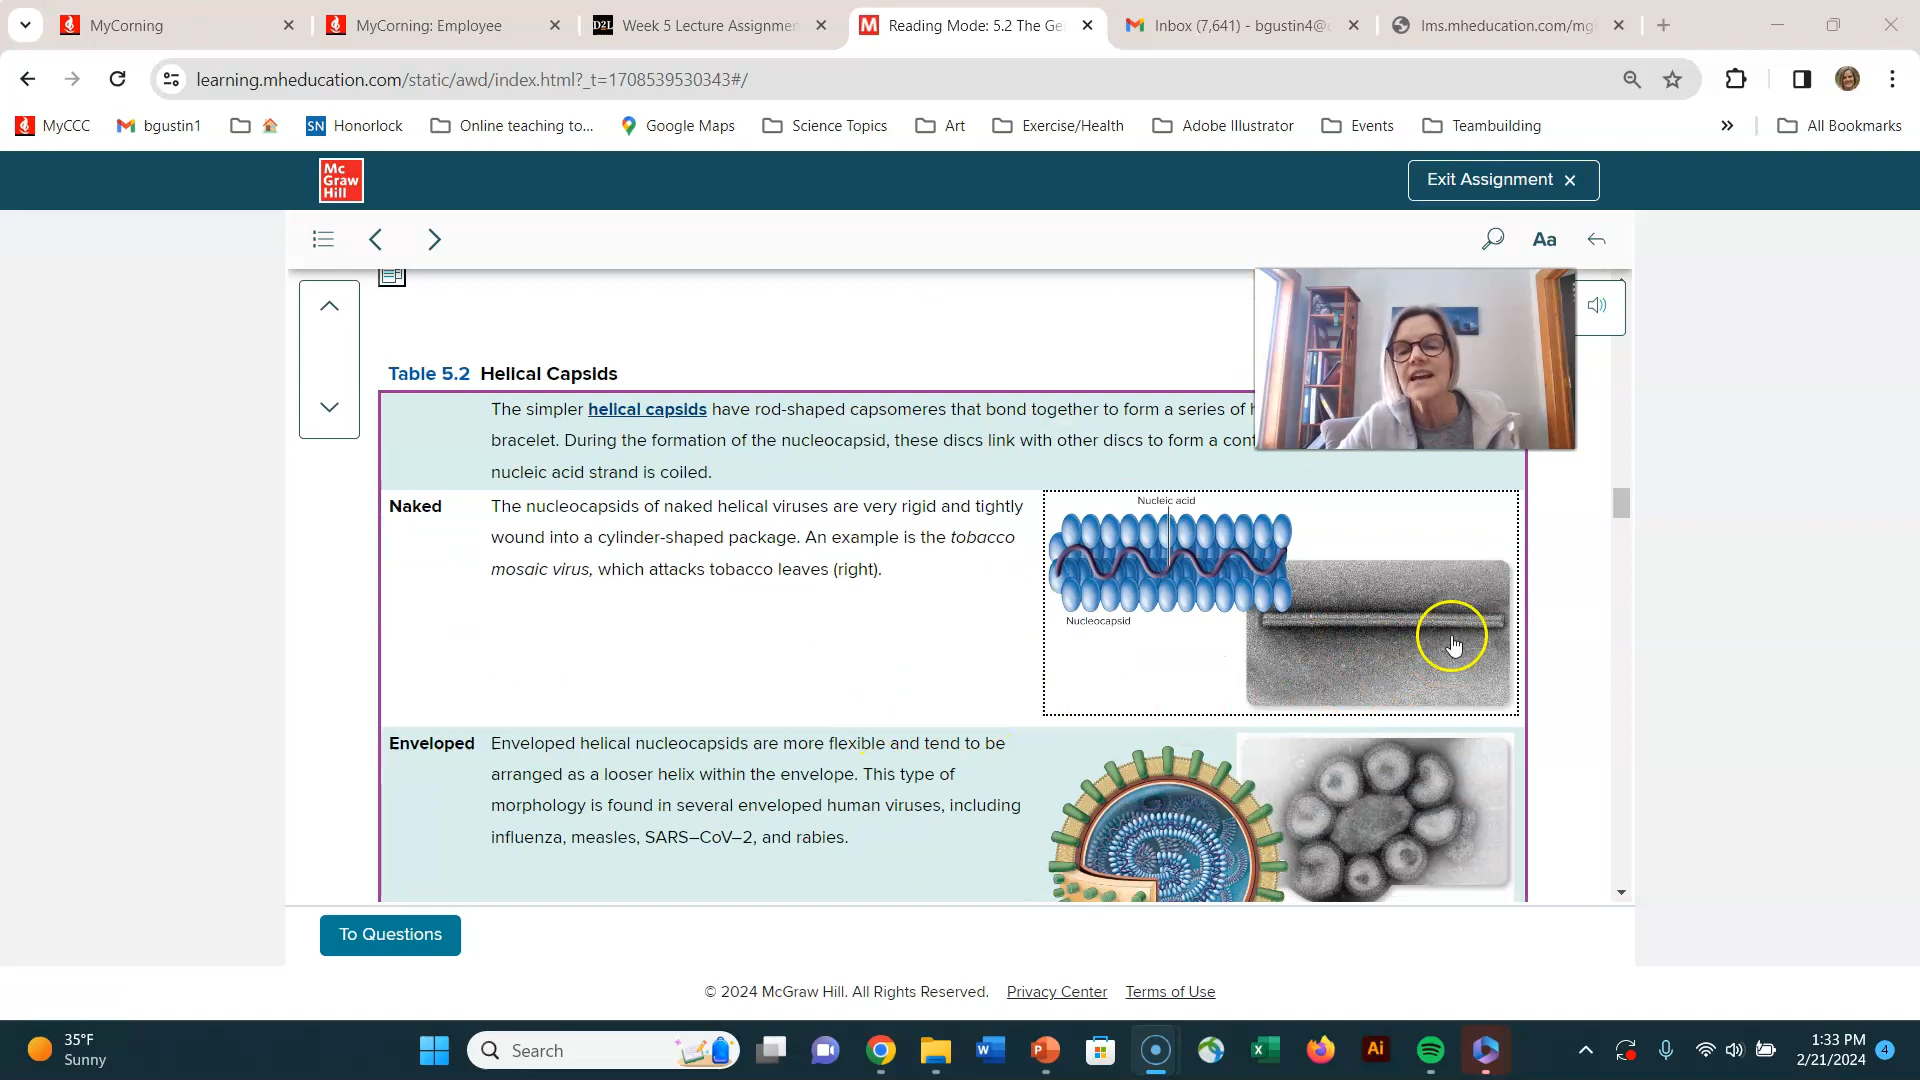 MyCorning
MyCorning: Employee
D2L Week 5 Lecture Assignmen
Reading Mode: 5.2 The Ge
Inbox (7,641) - bgustin4@
lms.mheducation.com/mg
learning.mheducation.com/static/awd/index.html?_t=1708539530343#/
MyCCC bgustin1 SN Honorlock Online teaching to... Google Maps Science Topics Art Exercise/Health Adobe Illustrator Events Teambuilding » All Bookmarks
Mc
Graw
Hill
Exit Assignment ×
Aa
Table 5.2 Helical Capsids
The simpler helical capsids have rod-shaped capsomeres that bond together to form a series of
bracelet. During the formation of the nucleocapsid, these discs link with other discs to form a con
nucleic acid strand is coiled.
Naked The nucleocapsids of naked helical viruses are very rigid and tightly
wound into a cylinder-shaped package. An example is the tobacco
mosaic virus, which attacks tobacco leaves (right).
Nucleic acid
Nucleocapsid
Enveloped Enveloped helical nucleocapsids are more flexible and tend to be
arranged as a looser helix within the envelope. This type of
morphology is found in several enveloped human viruses, including
influenza, measles, SARS–CoV–2, and rabies.
To Questions
© 2024 McGraw Hill. All Rights Reserved. Privacy Center Terms of Use
35°F
Sunny
Search
Ai
1:33 PM
2/21/2024
4